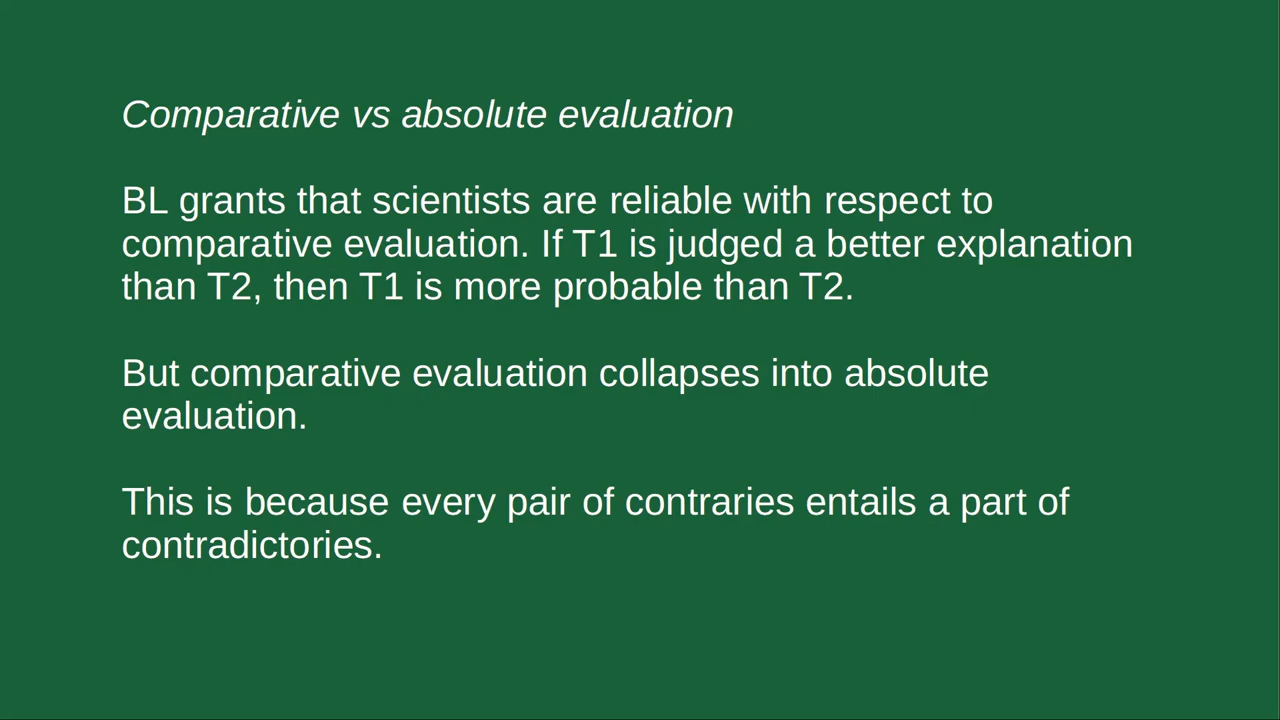 Comparative vs absolute evaluation
BL grants that scientists are reliable with respect to
comparative evaluation. If T1 is judged a better explanation
than T2, then T1 is more probable than T2.
But comparative evaluation collapses into absolute
evaluation.
This is because every pair of contraries entails a part of
contradictories.